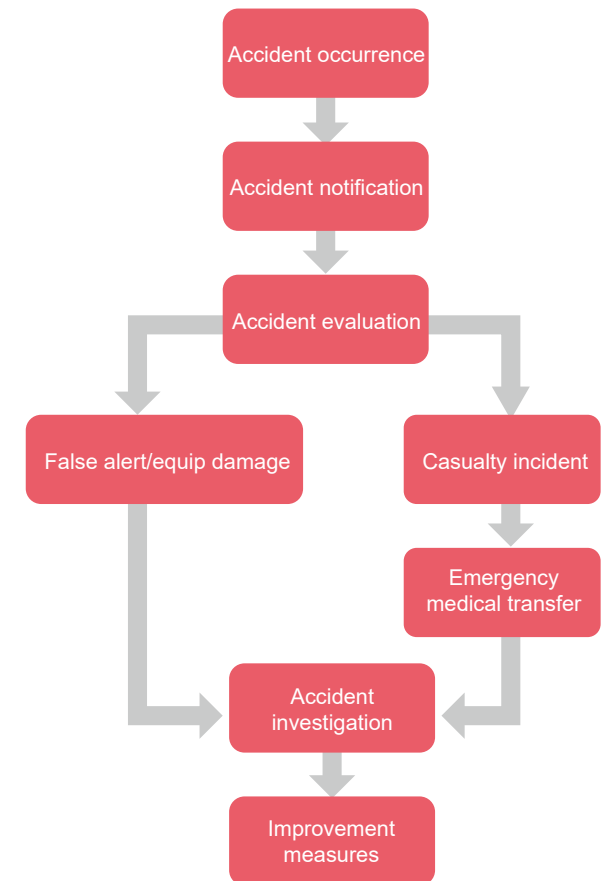 Accident occurrence
Accident notification
Accident evaluation
False alert/equip damage
Casualty incident
Emergency
medical transfer
Accident
investigation
Improvement
measures